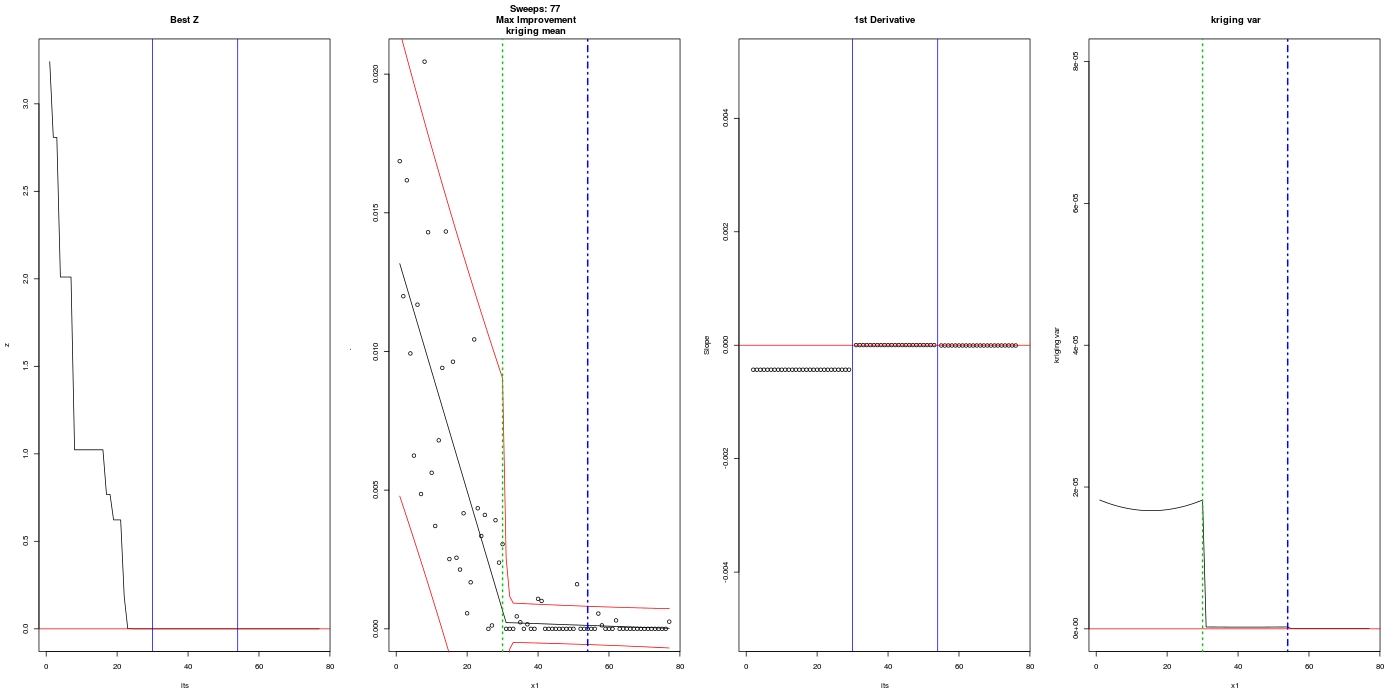 Best Z
z
3.0
2.5
2.0
1.5
1.0
0.5
0.0
0
20
40
60
80
its
Sweeps: 77
Max Improvement
kriging mean
0.020
0.015
0.010
0.005
0.000
0
20
40
60
80
x1
1st Derivative
Slope
0.004
0.002
0.000
-0.002
-0.004
0
20
40
60
80
its
kriging var
kriging var
8e-05
6e-05
4e-05
2e-05
0e+00
0
20
40
60
80
x1